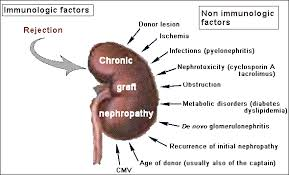 Immunologic factors
Non immunologic
factors
Rejection
Chronic
graft
nephropathy
Donor lesion
Ischemia
Infections (pyelonephritis)
Nephrotoxicity (cyclosporin A
tacrolimus)
Obstruction
Metabolic disorders (diabetes
dyslipidemia)
De novo glomerulonephritis
Recurrence of initial nephropathy
Age of donor (usually also of the captain)
CMV